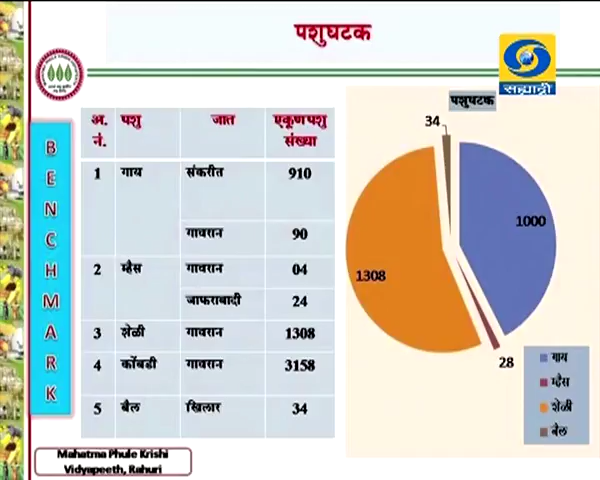 पशुघटक
सह्याद्री
BENCHMARK
अ. नं. पशु जात एकूण पशु संख्या
1 गाय संकरीत 910
गावरान 90
2 म्हैस गावरान 04
जाफराबादी 24
3 शेळी गावरान 1308
4 कोंबडी गावरान 3158
5 बैल खिलार 34
पशुघटक
34
1000
1308
28
गाय
म्हैस
शेळी
बैल
Mahatma Phule Krishi
Vidyapeeth, Rahuri